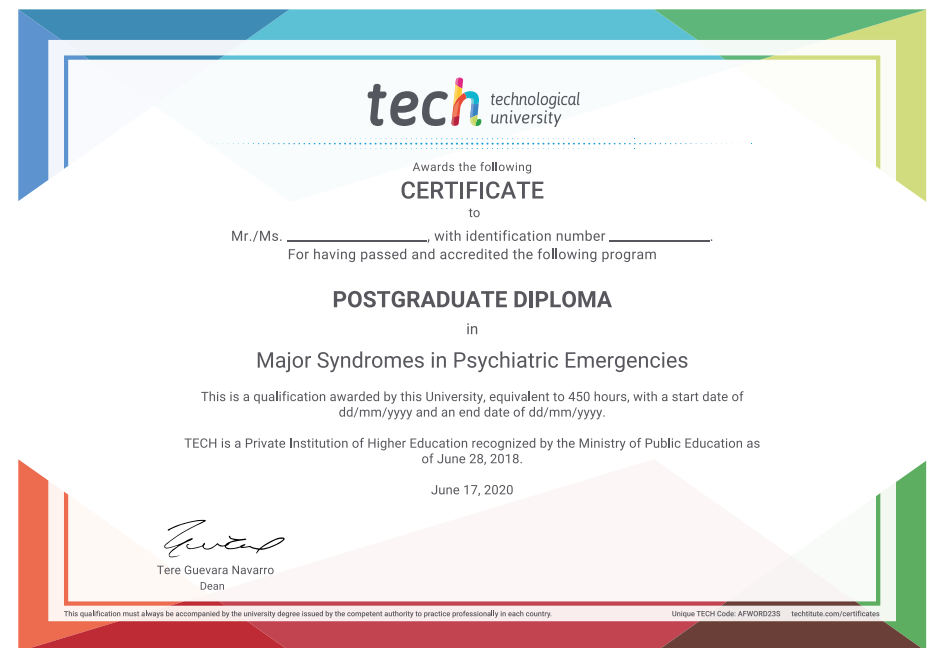 tech technological
university
Awards the following
CERTIFICATE
to
Mr./Ms. ____________, with identification number ____________.
For having passed and accredited the following program
POSTGRADUATE DIPLOMA
in
Major Syndromes in Psychiatric Emergencies
This is a qualification awarded by this University, equivalent to 450 hours, with a start date of
dd/mm/yyyy and an end date of dd/mm/yyyy.
TECH is a Private Institution of Higher Education recognized by the Ministry of Public Education as
of June 28, 2018.
June 17, 2020
Tere Guevara Navarro
Dean
This qualification must always be accompanied by the university degree issued by the competent authority to practice professionally in each country. Unique TECH Code: AFWORD23S techtitute.com/certificates